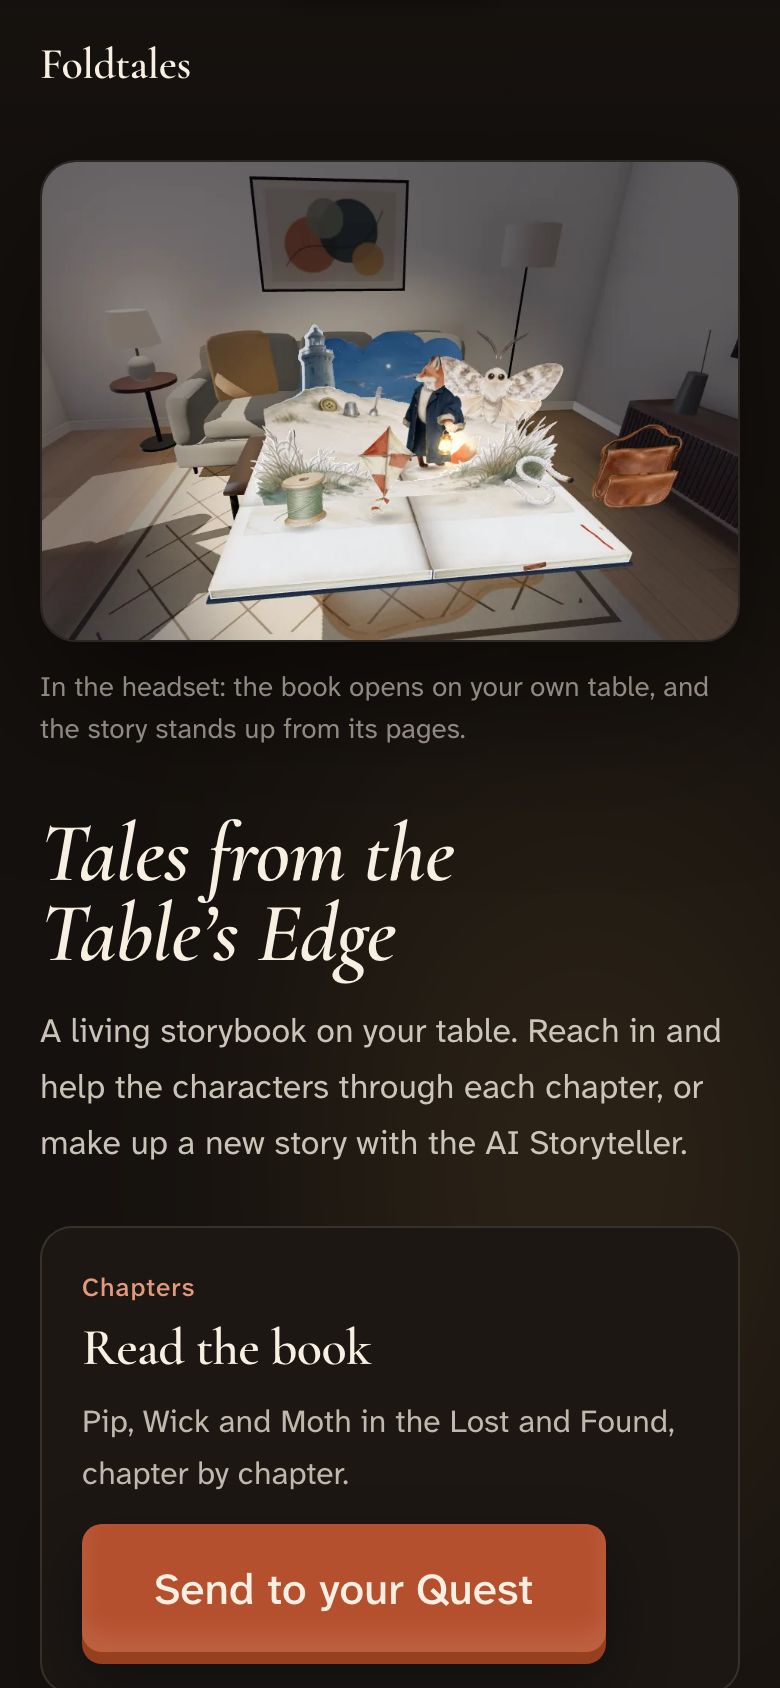 Foldtales
In the headset: the book opens on your own table, and
the story stands up from its pages.
Tales from the
Table’s Edge
A living storybook on your table. Reach in and
help the characters through each chapter, or
make up a new story with the AI Storyteller.
Chapters
Read the book
Pip, Wick and Moth in the Lost and Found,
chapter by chapter.
Send to your Quest